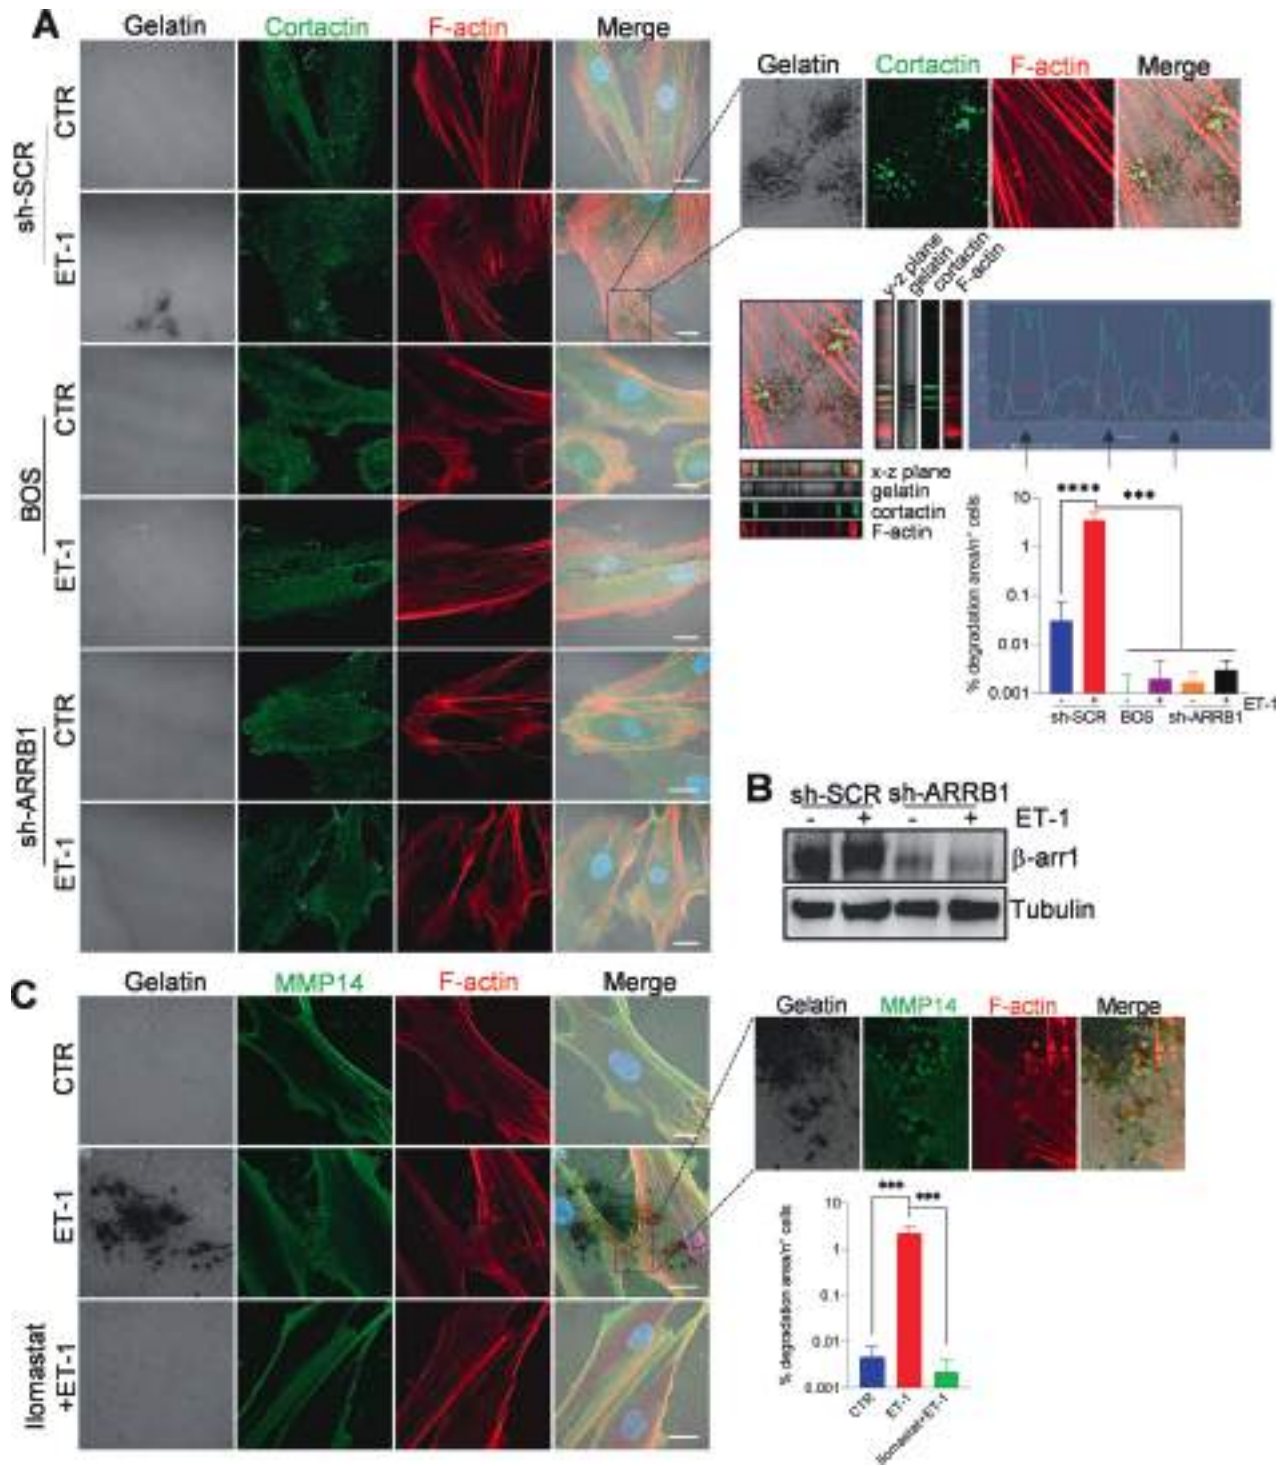 A
Gelatin Cortactin F-actin Merge
sh-SCR
CTR
ET-1
BOS
CTR
ET-1
sh-ARRB1
CTR
ET-1
Gelatin Cortactin F-actin Merge
y-z plane
gelatin
cortactin
F-actin
x-z plane
gelatin
cortactin
F-actin
% degradation area/n° cells
10
1
0.1
0.01
0.001
**** ***
- + - + - + ET-1
sh-SCR BOS sh-ARRB1
B
sh-SCR sh-ARRB1
- + - + ET-1
β-arr1
Tubulin
C
Gelatin MMP14 F-actin Merge
CTR
ET-1
Ilomastat
+ET-1
Gelatin MMP14 F-actin Merge
% degradation area/n° cells
10
1
0.1
0.01
0.001
*** ***
CTR
ET-1
Ilomastat+ET-1